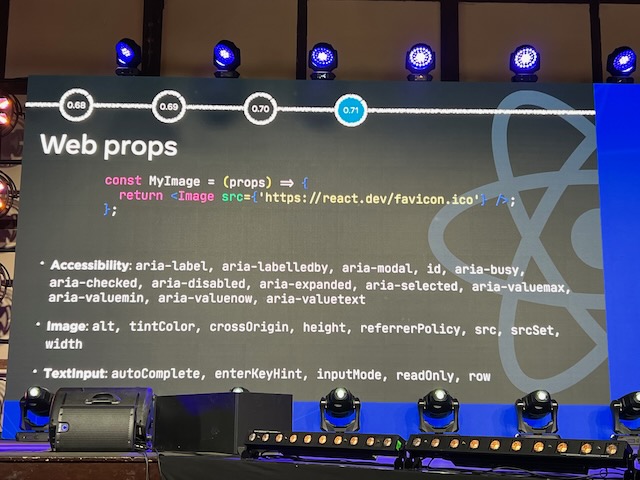 0.68 0.69 0.70 0.71
Web props
const MyImage = (props) => {
return <Image src={'https://react.dev/favicon.ico'} />;
};
• Accessibility: aria-label, aria-labelledby, aria-modal, id, aria-busy,
aria-checked, aria-disabled, aria-expanded, aria-selected, aria-valuemax,
aria-valuemin, aria-valuenow, aria-valuetext
• Image: alt, tintColor, crossOrigin, height, referrerPolicy, src, srcSet,
width
• TextInput: autoComplete, enterKeyHint, inputMode, readOnly, row